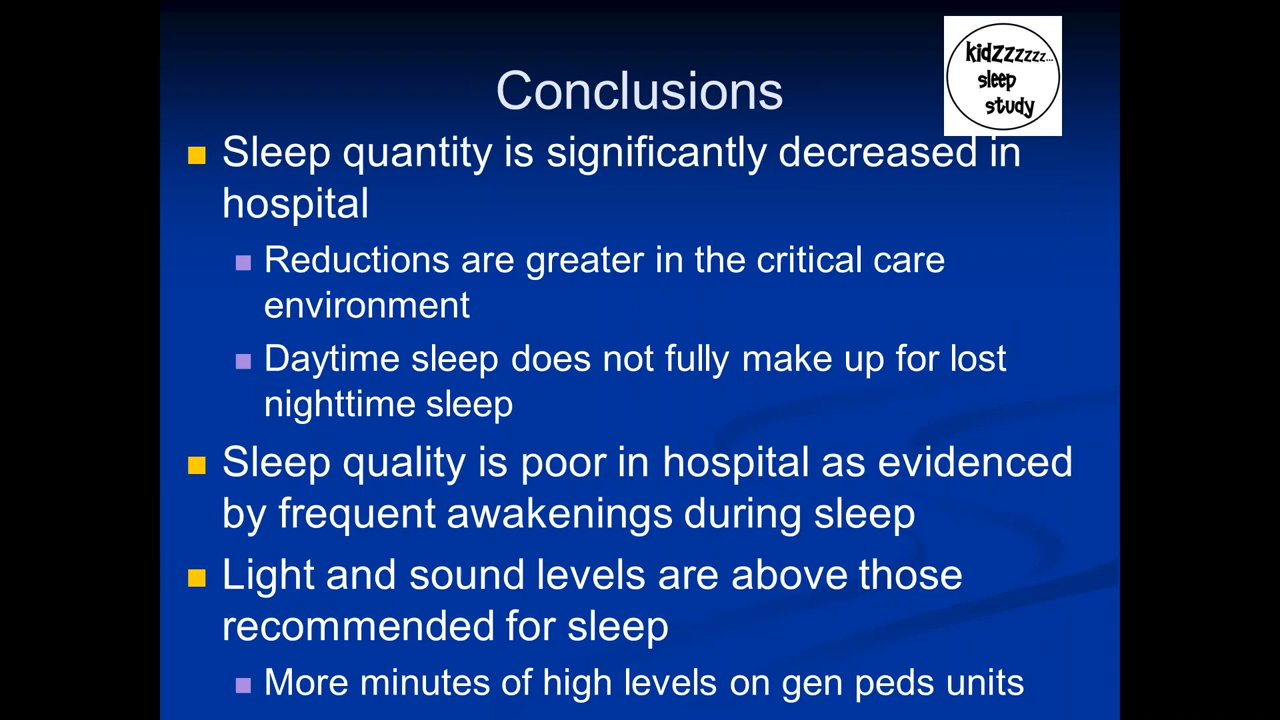 kidzzzzzzz...
sleep
study
Conclusions
Sleep quantity is significantly decreased in
hospital
Reductions are greater in the critical care
environment
Daytime sleep does not fully make up for lost
nighttime sleep
Sleep quality is poor in hospital as evidenced
by frequent awakenings during sleep
Light and sound levels are above those
recommended for sleep
More minutes of high levels on gen peds units